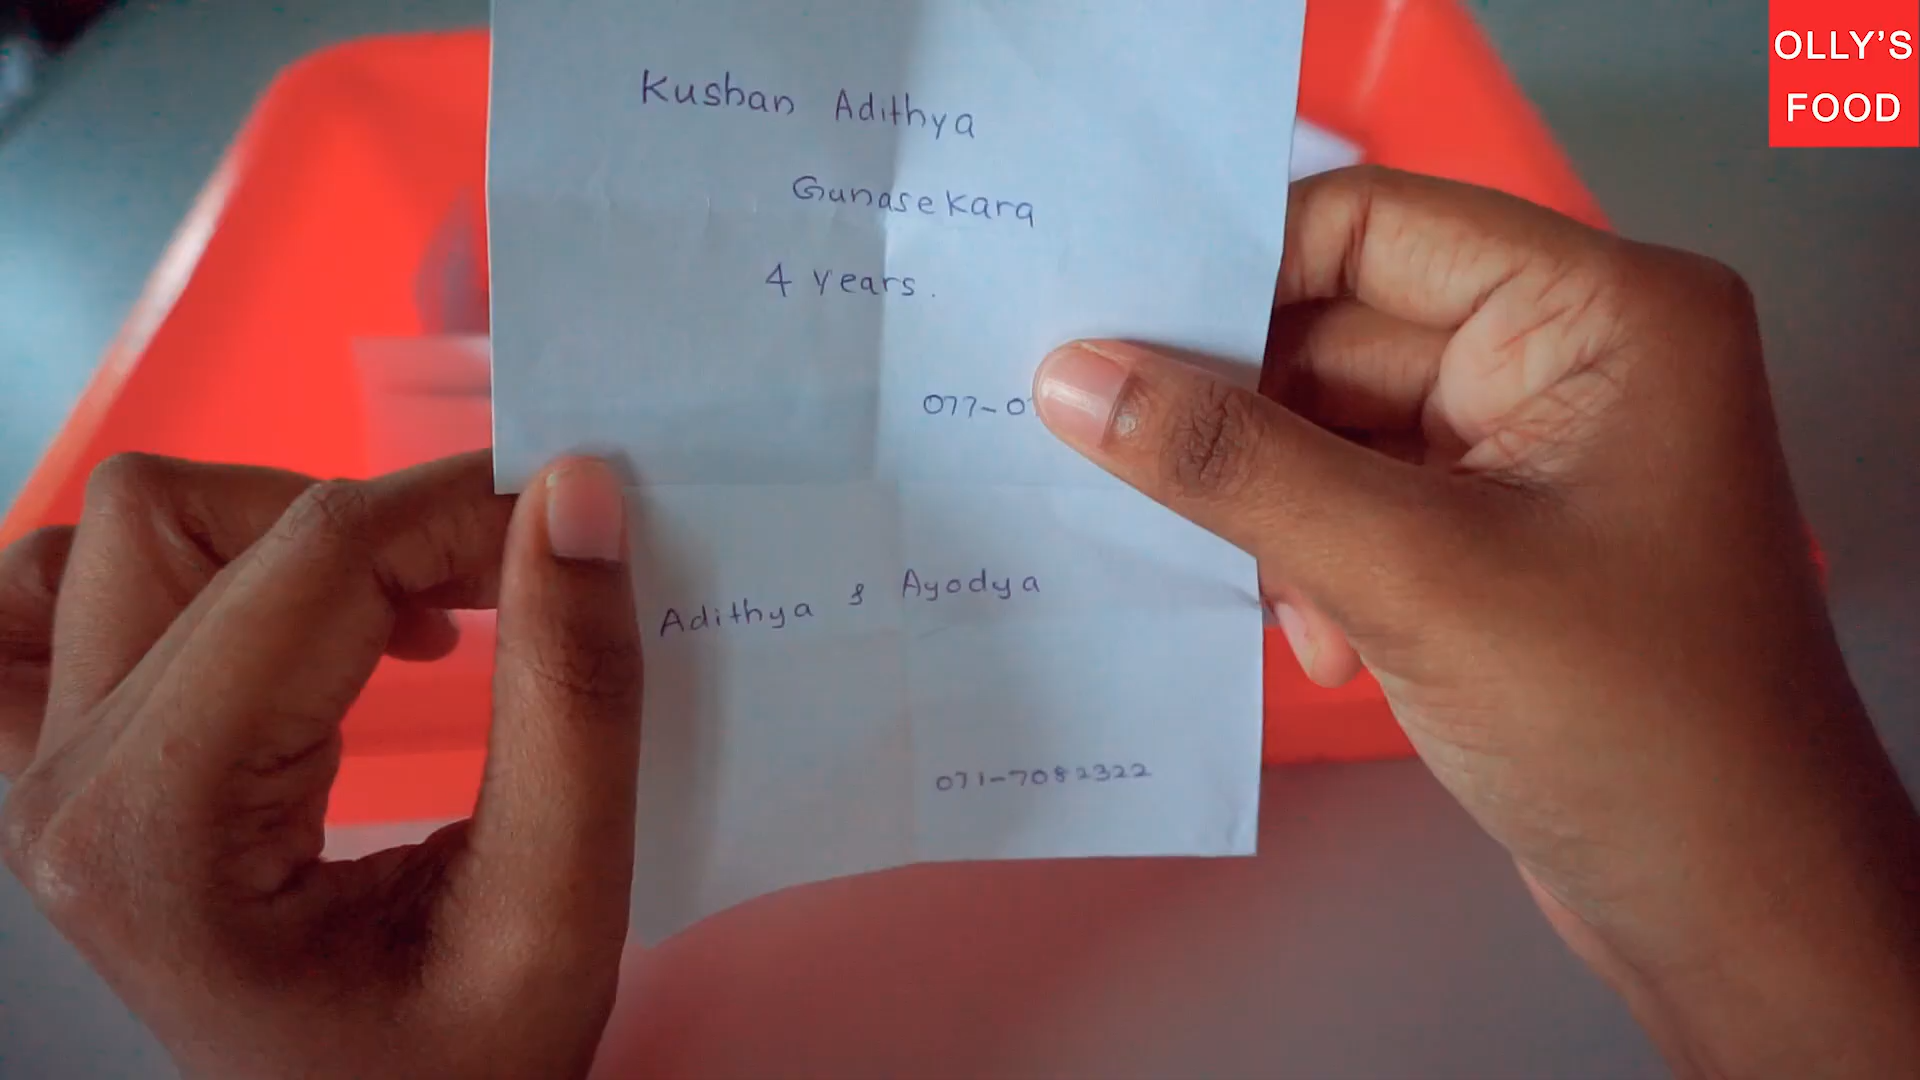 OLLY'S
FOOD
Kushan Adithya
Gunasekara
4 years.
077-0
Adithya & Ayodya
071-7082322